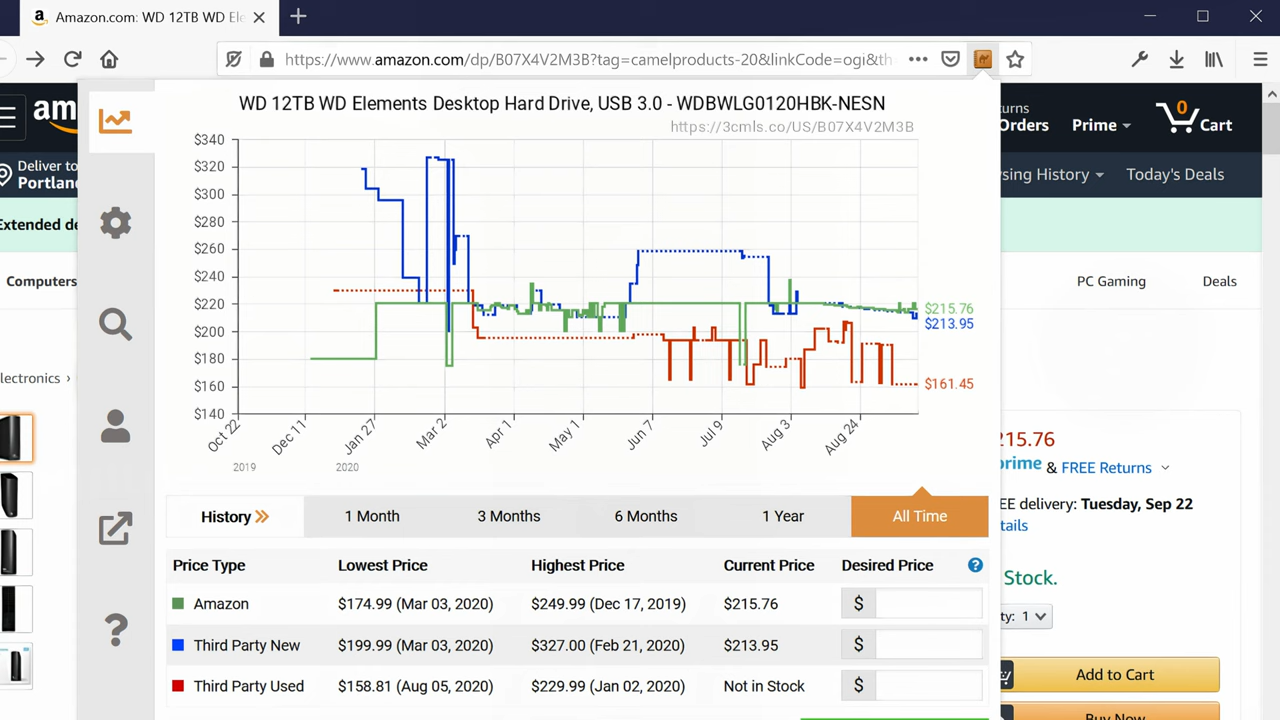 Amazon.com: WD 12TB WD Ele
https://www.amazon.com/dp/B07X4V2M3B?tag=camelproducts-20&linkCode=ogi&th
WD 12TB WD Elements Desktop Hard Drive, USB 3.0 - WDBWLG0120HBK-NESN
https://3cmls.co/US/B07X4V2M3B
$340
$320
$300
$280
$260
$240
$220
$200
$180
$160
$140
$215.76
$213.95
$161.45
Oct 22
Dec 11
Jan 27
Mar 2
Apr 1
May 1
Jun 7
Jul 9
Aug 3
Aug 24
2019
2020
History
1 Month
3 Months
6 Months
1 Year
All Time
Price Type Lowest Price Highest Price Current Price Desired Price ?
Amazon $174.99 (Mar 03, 2020) $249.99 (Dec 17, 2019) $215.76 $
Third Party New $199.99 (Mar 03, 2020) $327.00 (Feb 21, 2020) $213.95 $
Third Party Used $158.81 (Aug 05, 2020) $229.99 (Jan 02, 2020) Not in Stock $
?
ama
Deliver to
Portland
Extended de
Computers
lectronics ›
urns
Orders
Prime
0
Cart
sing History
Today's Deals
PC Gaming
Deals
215.76
rime & FREE Returns
EE delivery: Tuesday, Sep 22
tails
Stock.
ty: 1
Add to Cart
Buy Now